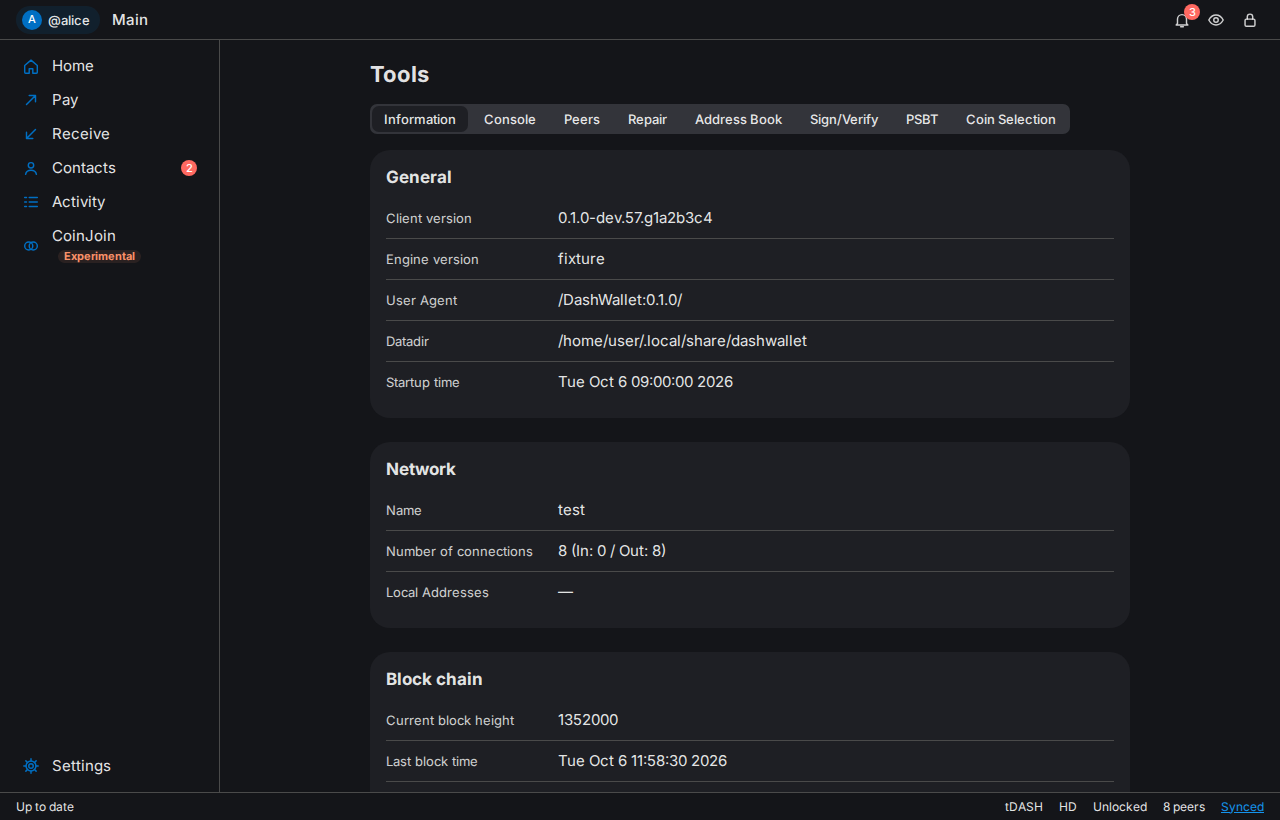 A @alice Main 3
Home
Pay
Receive
Contacts 2
Activity
CoinJoin
Experimental
Settings
Tools
Information Console Peers Repair Address Book Sign/Verify PSBT Coin Selection
General
Client version 0.1.0-dev.57.g1a2b3c4
Engine version fixture
User Agent /DashWallet:0.1.0/
Datadir /home/user/.local/share/dashwallet
Startup time Tue Oct 6 09:00:00 2026
Network
Name test
Number of connections 8 (In: 0 / Out: 8)
Local Addresses —
Block chain
Current block height 1352000
Last block time Tue Oct 6 11:58:30 2026
Up to date tDASH HD Unlocked 8 peers Synced